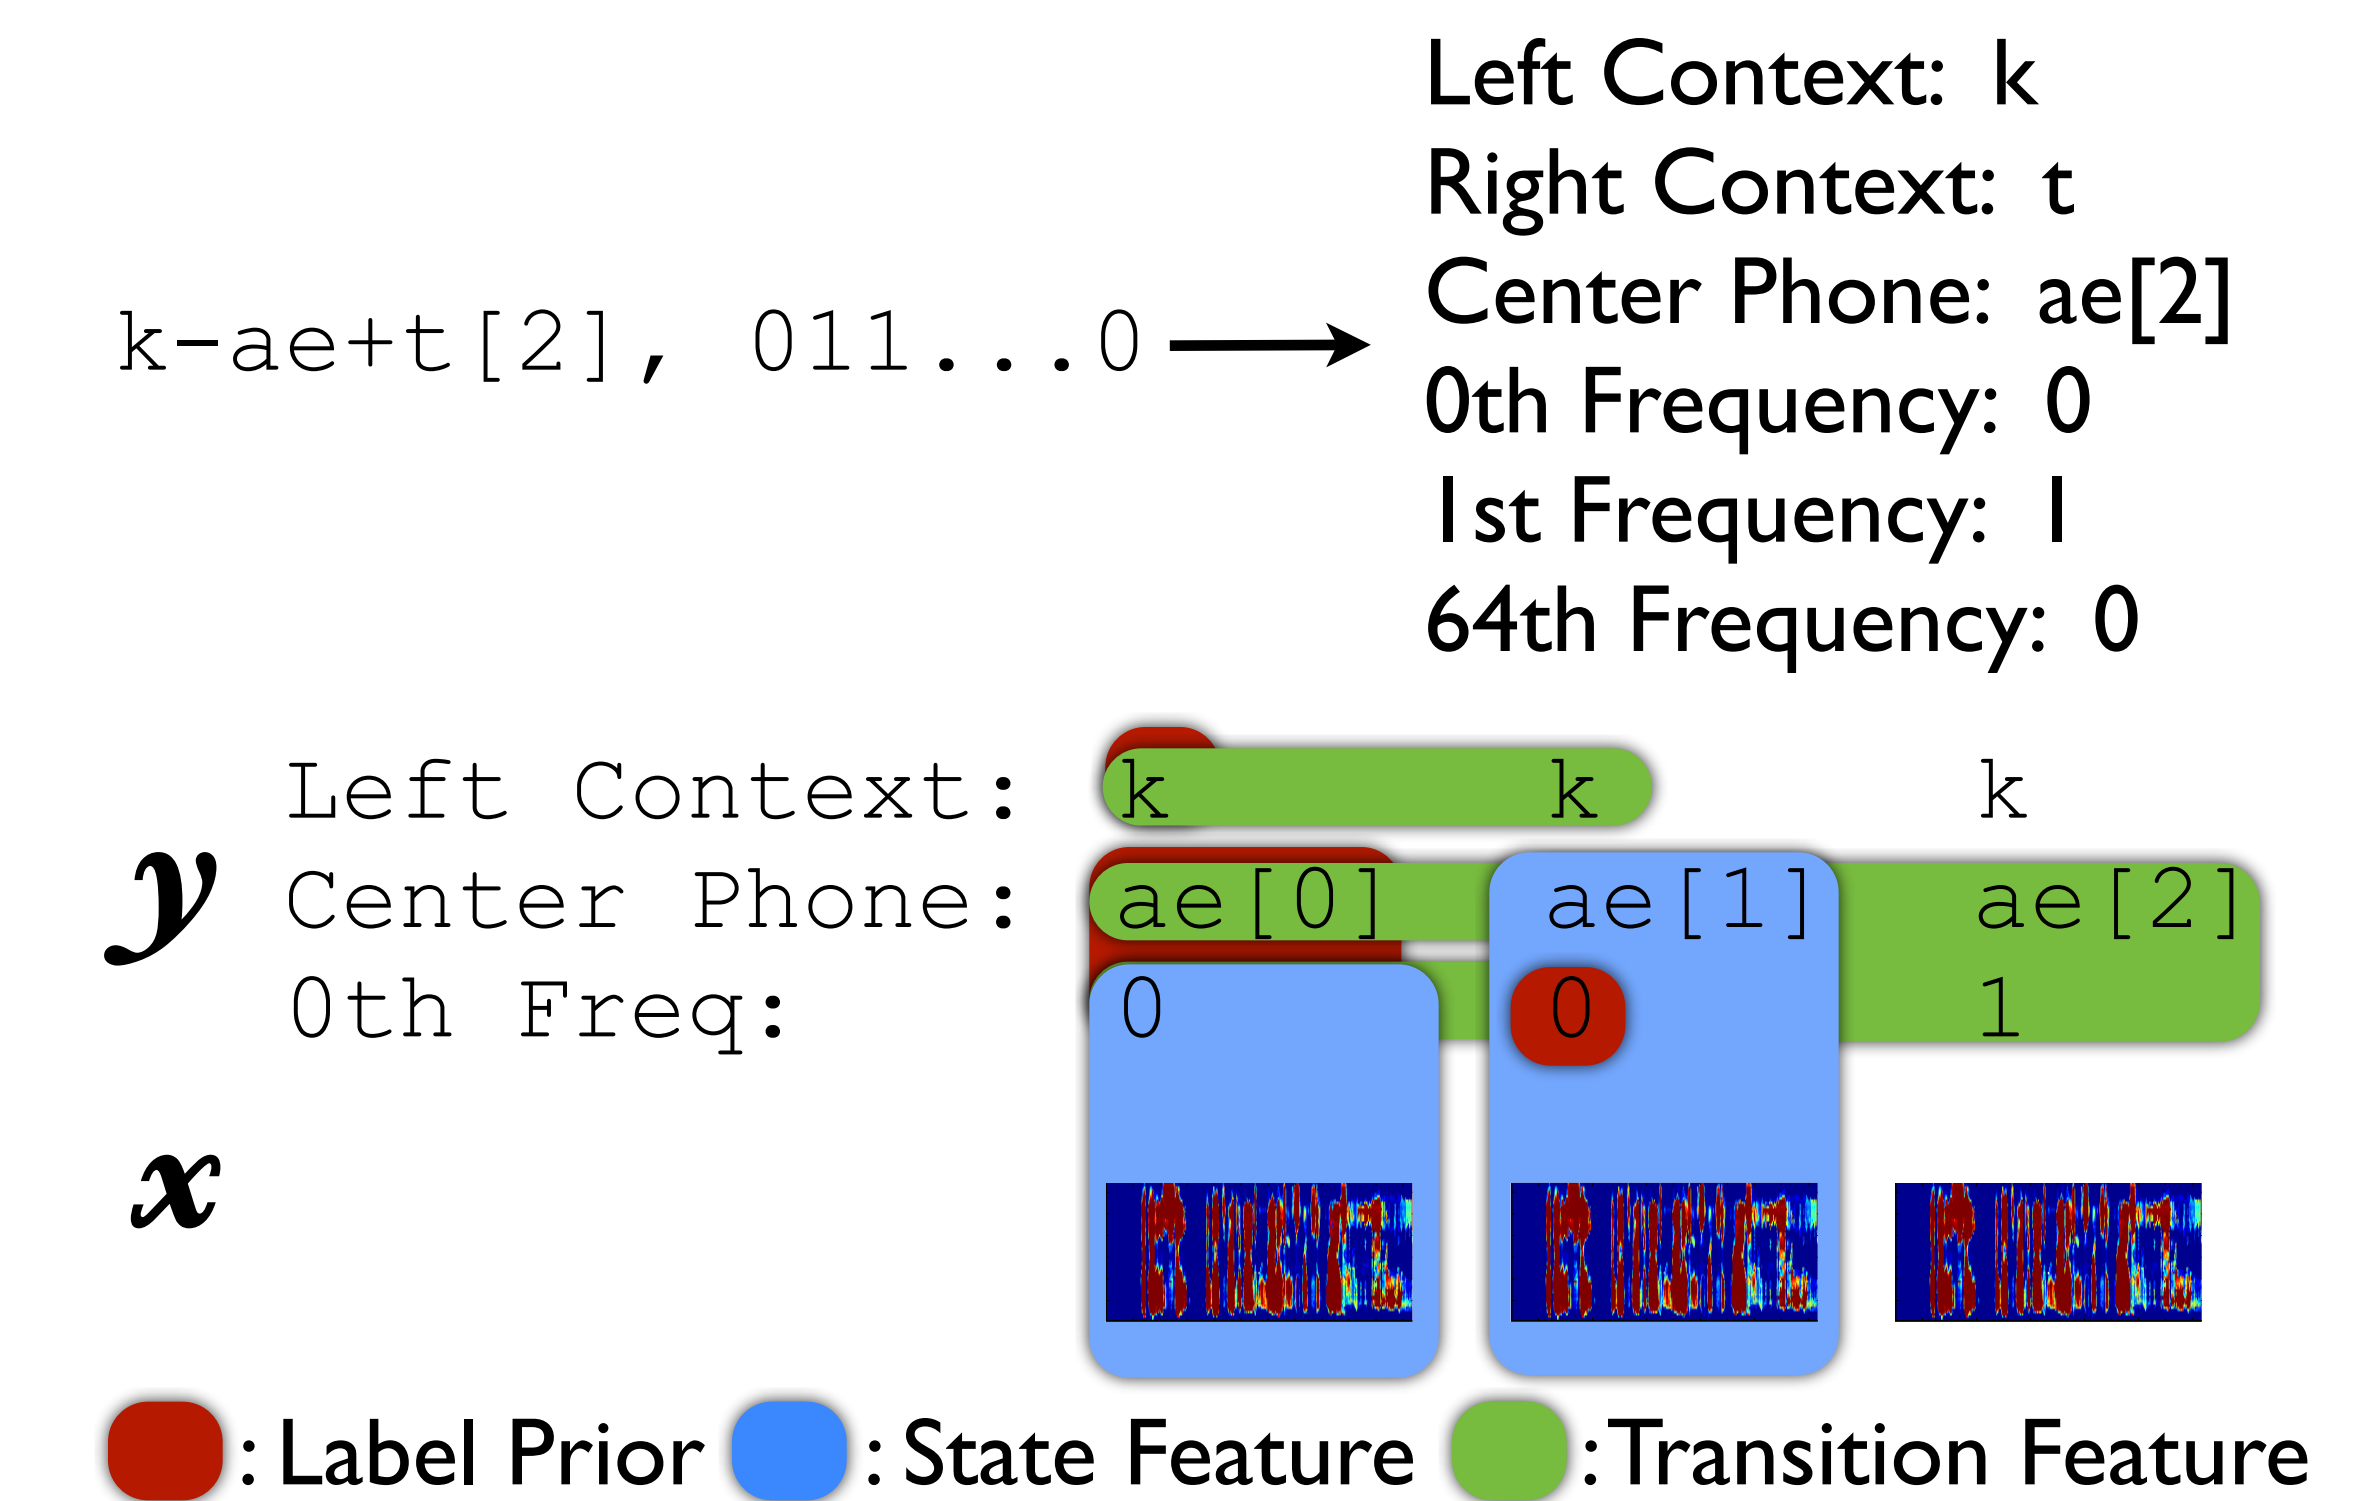 Left Context: k
Right Context: t
Center Phone: ae[2]
k-ae+t[2], 011...0
0th Frequency: 0
1st Frequency: 1
64th Frequency: 0
Left Context: k k k
y
Center Phone: ae[0] ae[1] ae[2]
0th Freq: 0 0 1
x
: Label Prior : State Feature : Transition Feature